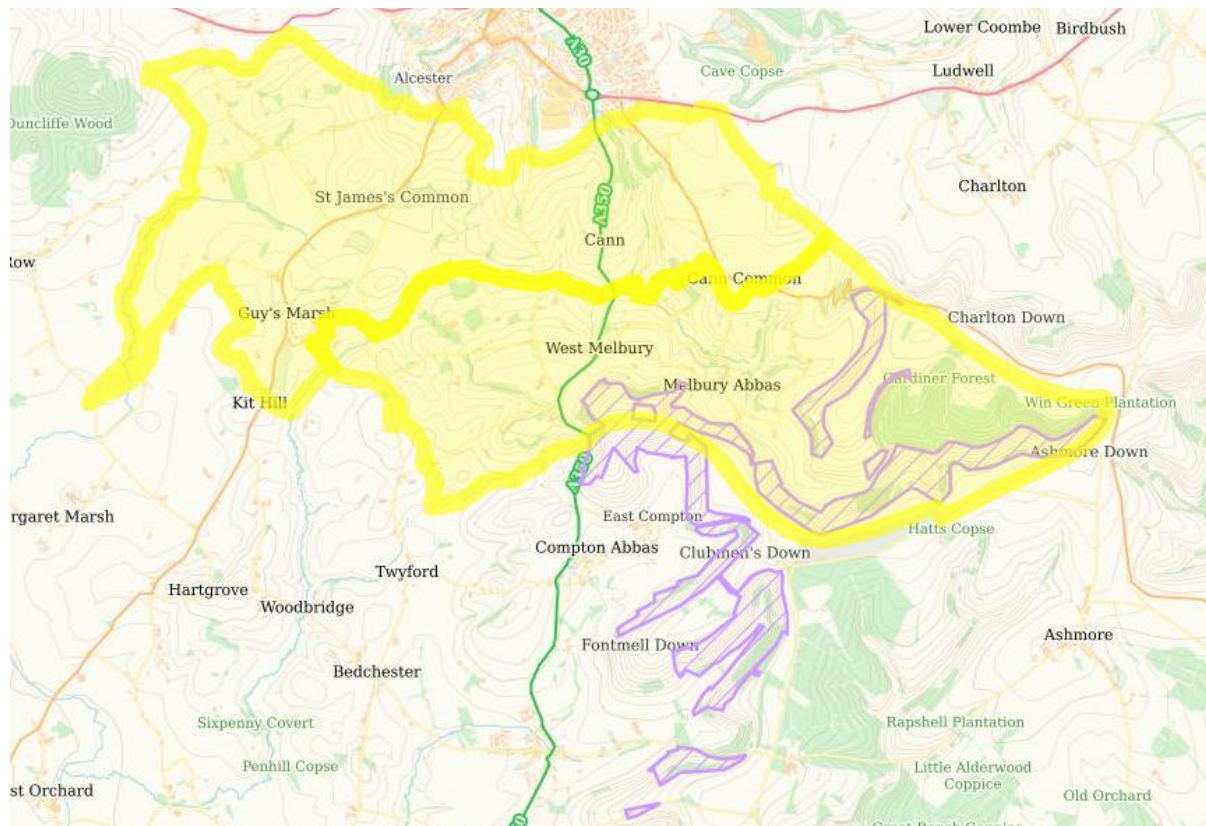 Lower Coombe
Birdbush
A30
Cave Copse
Ludwell
Alcester
Duncliffe Wood
Charlton
St James's Common
A350
Cann
Row
Cann Common
Guy's Marsh
Charlton Down
West Melbury
Melbury Abbas
Gardiner Forest
Kit Hill
Win Green Plantation
Ashmore Down
A350
rgaret Marsh
East Compton
Hatts Copse
Compton Abbas
Clubmen's Down
Twyford
Hartgrove
Woodbridge
Ashmore
Fontmell Down
Bedchester
Sixpenny Covert
Rapshell Plantation
Penhill Copse
Little Alderwood
Coppice
st Orchard
Old Orchard